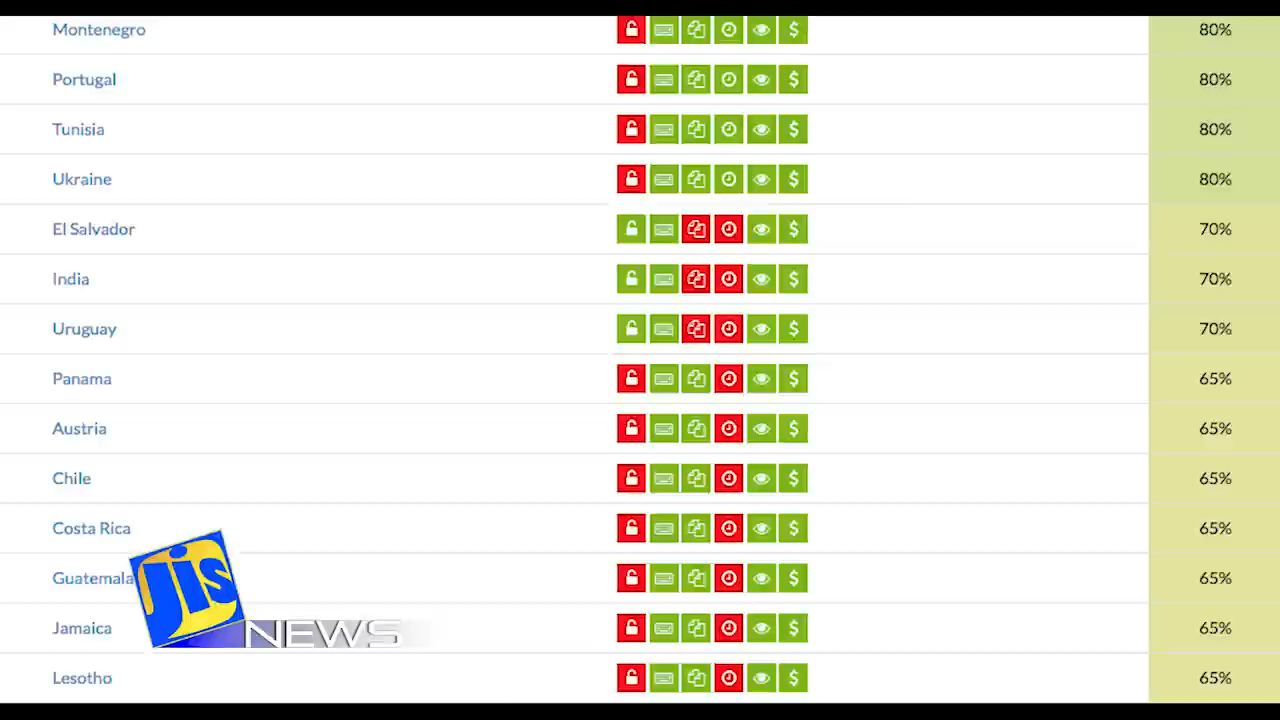 Montenegro 80%
Portugal 80%
Tunisia 80%
Ukraine 80%
El Salvador 70%
India 70%
Uruguay 70%
Panama 65%
Austria 65%
Chile 65%
Costa Rica 65%
Guatemala 65%
Jamaica 65%
Lesotho 65%
jis NEWS